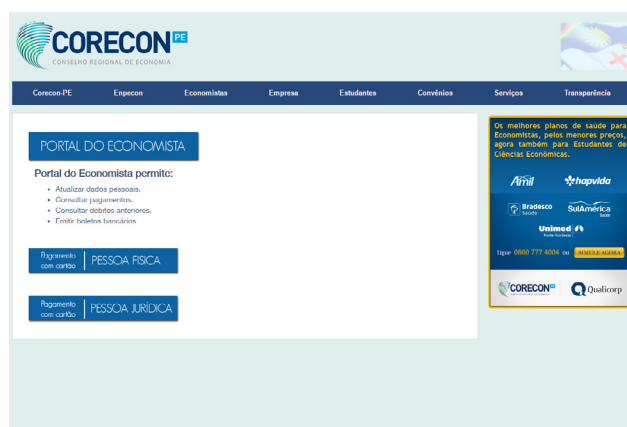 CORECON PE
CONSELHO REGIONAL DE ECONOMIA
Corecon-PE Enpecon Economistas Empresa Estudantes Convênios Serviços Transparência
PORTAL DO ECONOMISTA
Portal do Economista permite:
Atualizar dados pessoais.
Consultar pagamentos.
Consultar débitos anteriores.
Emitir boletos bancários
Pagamento
com cartão
PESSOA FISICA
Pagamento
com cartão
PESSOA JURÍDICA
Os melhores planos de saúde para
Economistas, pelos menores preços,
agora também para Estudantes de
Ciências Econômicas.
Amil hapvida
Bradesco
Saúde
SulAmérica
Saúde
Unimed
Ligue 0800 777 4004 ou SIMULE AGORA
CORECON PE Qualicorp